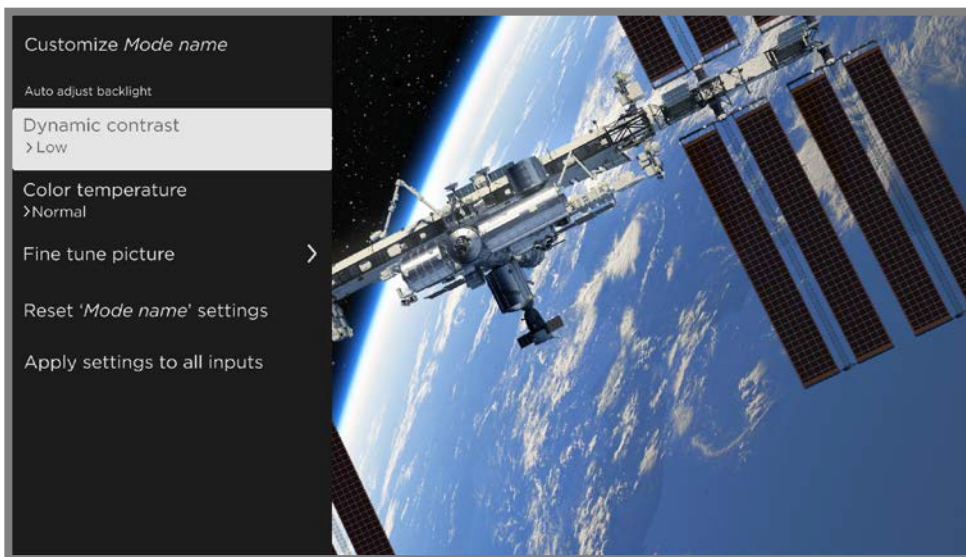 Customize Mode name
Auto adjust backlight
Dynamic contrast
>Low
Color temperature
>Normal
Fine tune picture >
Reset ‘Mode name’ settings
Apply settings to all inputs